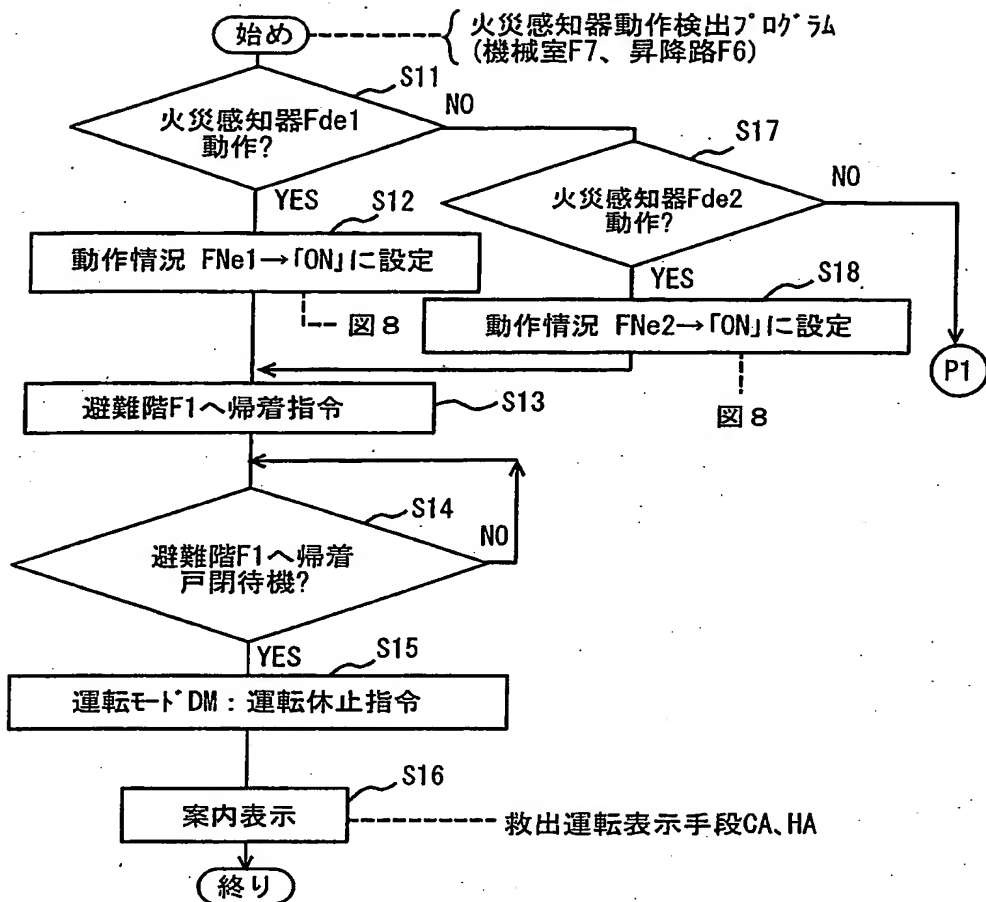 始め
火災感知器動作検出プログラム
(機械室F7、昇降路F6)
S11
火災感知器Fde1
動作?
NO
YES
S17
火災感知器Fde2
動作?
NO
YES
S12
動作情況 FNe1→「ON」に設定
図8
S18
動作情況 FNe2→「ON」に設定
図8
P1
避難階F1へ帰着指令
S13
S14
避難階F1へ帰着
戸閉待機?
NO
YES
S15
運転モードDM:運転休止指令
S16
案内表示
救出運転表示手段CA、HA
終り